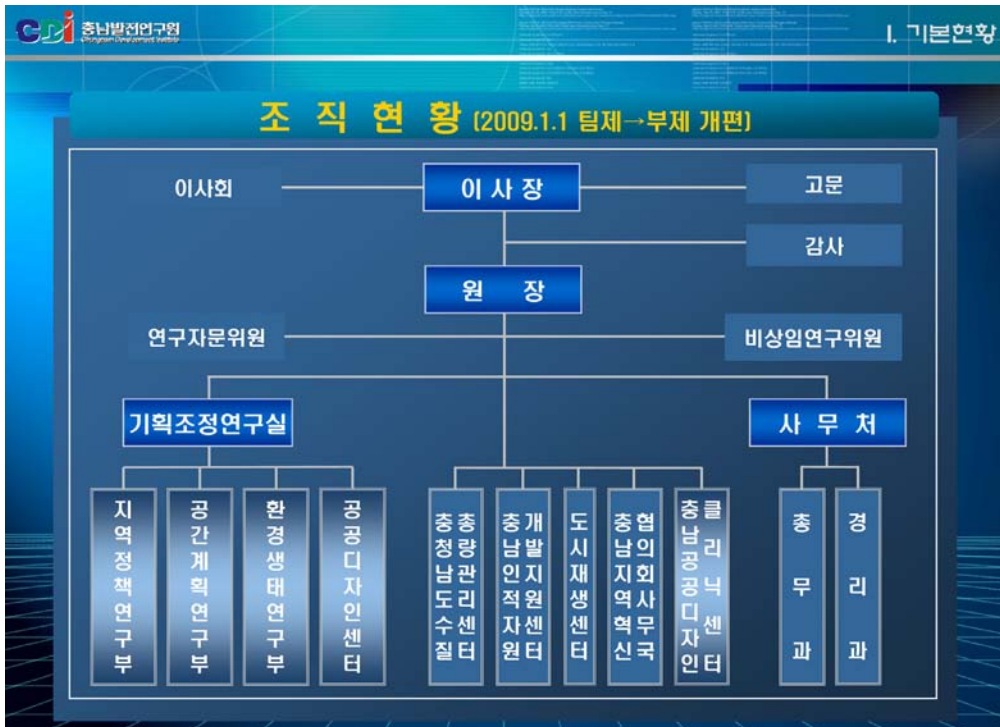 CDi 충남발전연구원
Chungnam Development Institute
I. 기본현황
조 직 현 황 (2009.1.1 팀제→부제 개편)
이사회
이 사 장
고문
감사
원 장
연구자문위원
비상임연구위원
기획조정연구실
사 무 처
지역정책연구부
공간계획연구부
환경생태연구부
공공디자인센터
충청남도수질
총량관리센터
충남인적자원
개발지원센터
도시재생센터
충남지역혁신
협의회사무국
충남공공디자인
클리닉센터
총무과
경리과